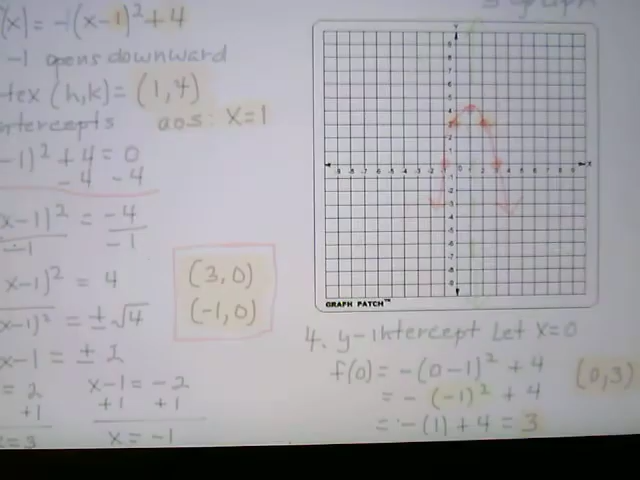 (x) = -(x-1)² + 4
-1 opens downward
tex (h,k) = (1,4)
ntercepts aos: x=1
-1)² + 4 = 0
-4 -4
x-1)² = -4
-1 -1
x-1)² = 4
x-1)² = ±√4
x-1 = ± 2
= 2 x-1 = -2
+1 +1 +1
= 3 x = -1
(3,0)
(-1,0)
graph
GRAPH PATCH™
4. y-intercept Let x=0
f(0) = -(0-1)² + 4
= - (-1)² + 4
= -(1) + 4 = 3
(0,3)